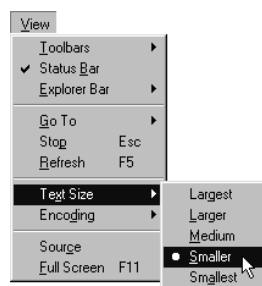 View
Toolbars
Status Bar
Explorer Bar
Go To
Stop Esc
Refresh F5
Text Size
Encoding
Source
Full Screen F11
Largest
Larger
Medium
Smaller
Smallest